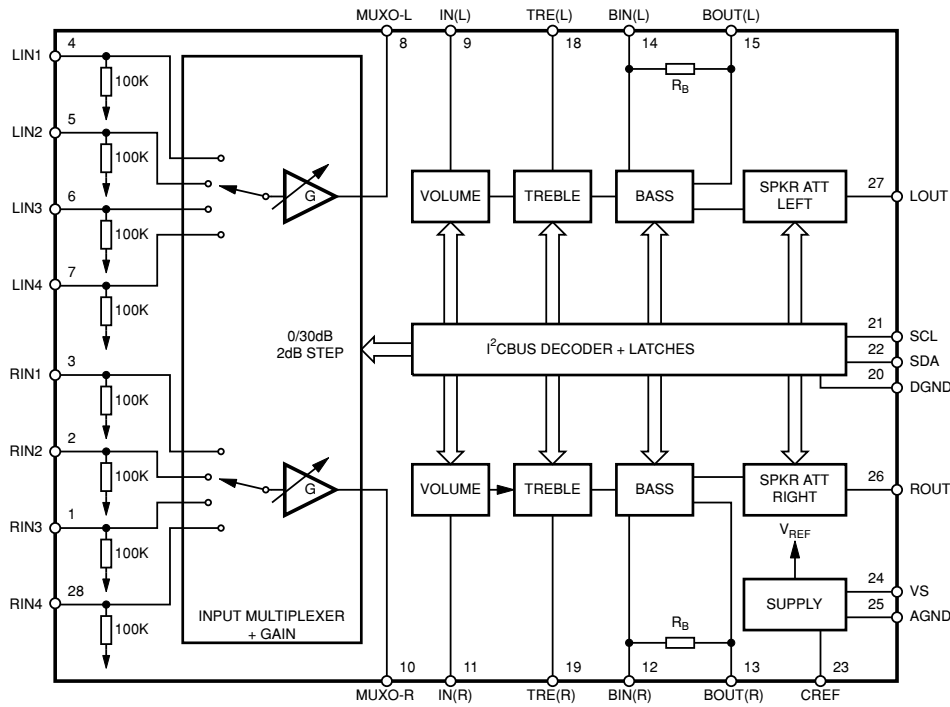 MUXO-L IN(L) TRE(L) BIN(L) BOUT(L)
8 9 18 14 15
LIN1 4
100K
LIN2 5
100K
LIN3 6
100K
LIN4 7
100K
G
R_B
VOLUME TREBLE BASS SPKR ATT LEFT
27 LOUT
0/30dB
2dB STEP
I²CBUS DECODER + LATCHES
21 SCL
22 SDA
20 DGND
RIN1 3
100K
RIN2 2
100K
RIN3 1
100K
RIN4 28
100K
G
INPUT MULTIPLEXER
+ GAIN
VOLUME TREBLE BASS SPKR ATT RIGHT
26 ROUT
V_REF
SUPPLY
24 VS
25 AGND
R_B
10 11 19 12 13 23
MUXO-R IN(R) TRE(R) BIN(R) BOUT(R) CREF